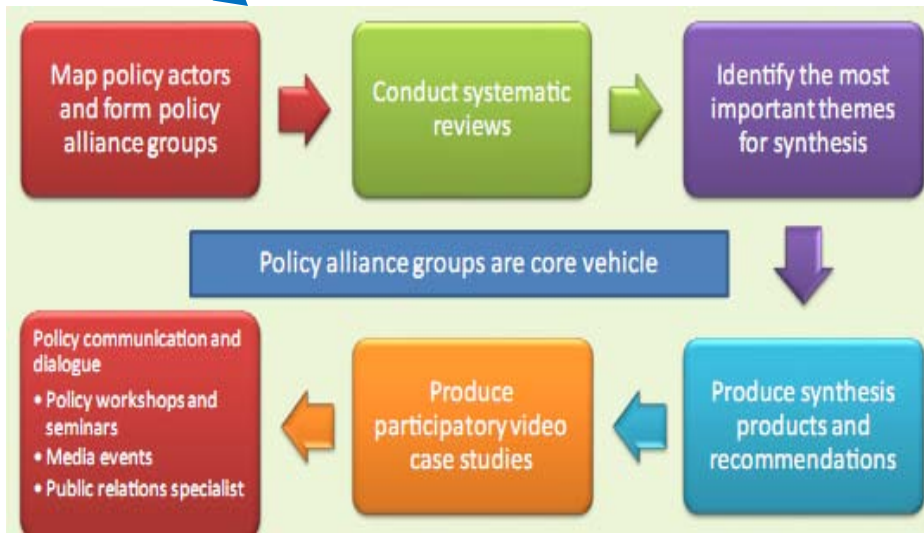 Map policy actors
and form policy
alliance groups
Conduct systematic
reviews
Identify the most
important themes
for synthesis
Policy alliance groups are core vehicle
Policy communication and
dialogue
• Policy workshops and
seminars
• Media events
• Public relations specialist
Produce
participatory video
case studies
Produce synthesis
products and
recommendations